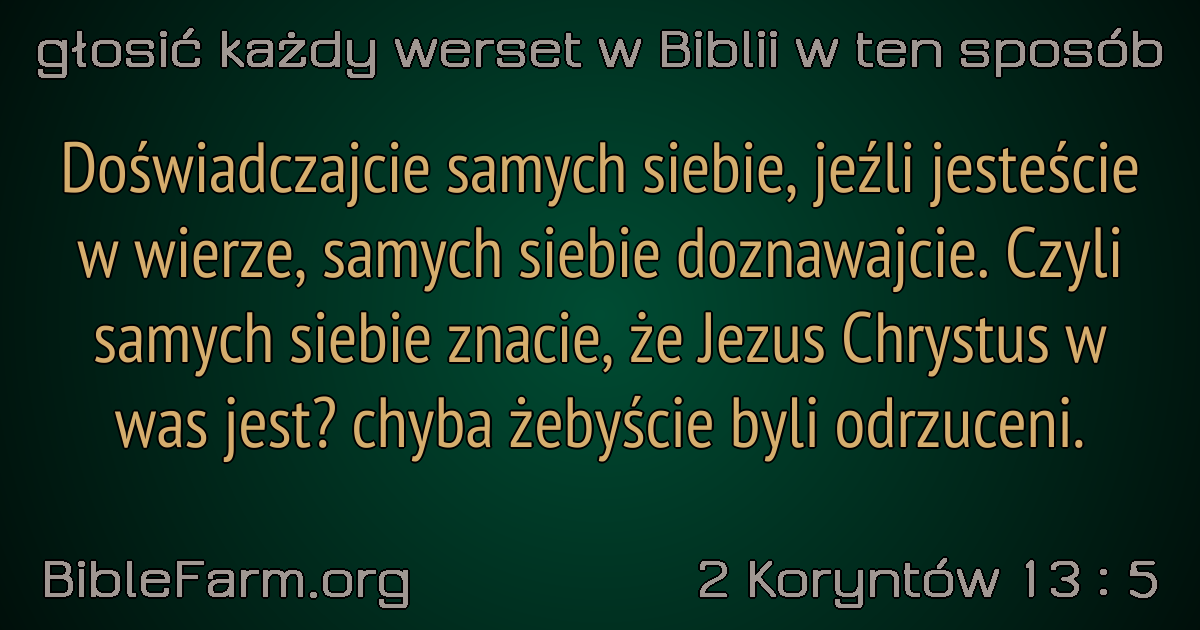 głosić każdy werset w Biblii w ten sposób
Doświadczajcie samych siebie, jeźli jesteście
w wierze, samych siebie doznawajcie. Czyli
samych siebie znacie, że Jezus Chrystus w
was jest? chyba żebyście byli odrzuceni.
BibleFarm.org
2 Koryntów 13 : 5